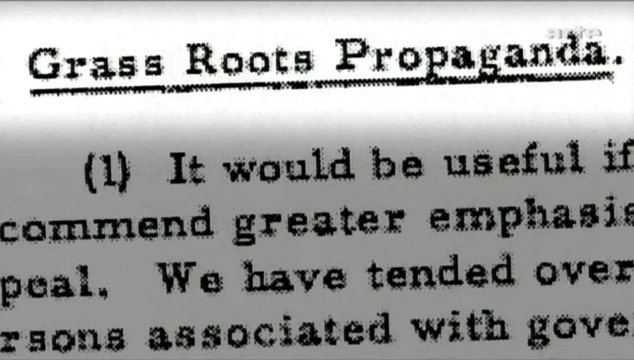 Grass Roots Propaganda.
(1) It would be useful if
commend greater emphasis
peal. We have tended over
rsons associated with gove